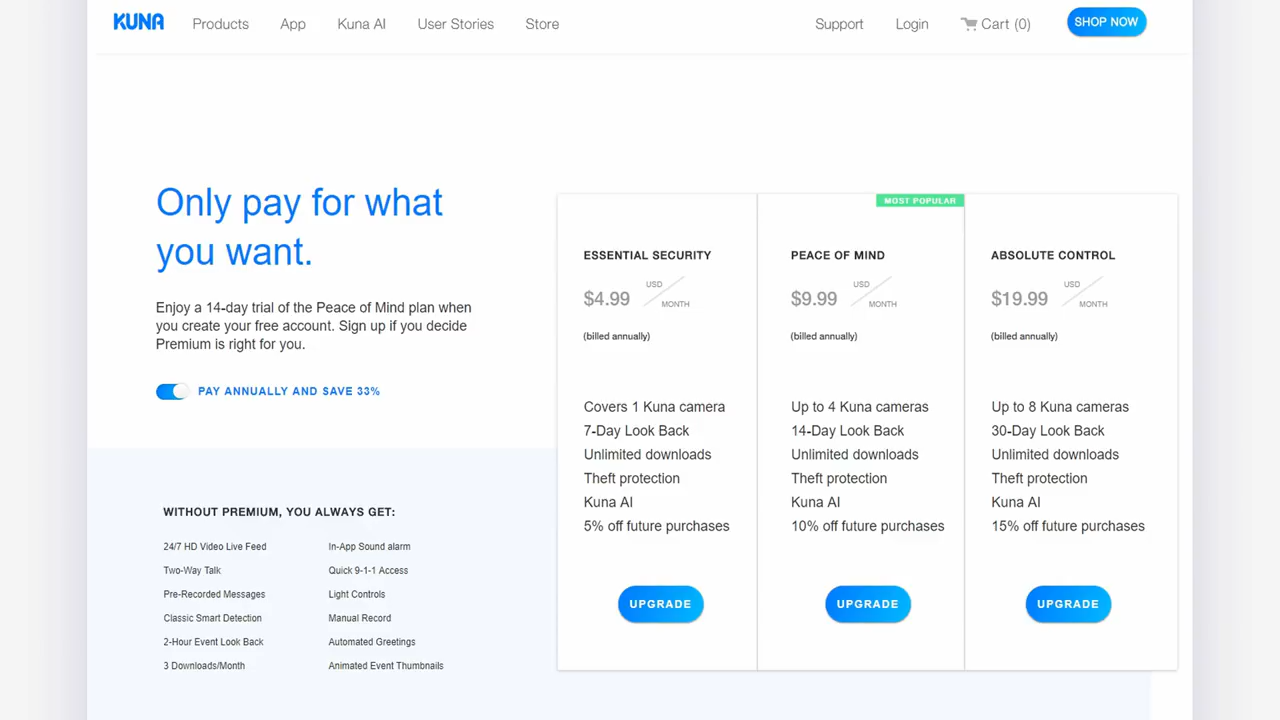 KUNA
Products
App
Kuna AI
User Stories
Store
Support
Login
Cart (0)
SHOP NOW
Only pay for what
you want.
Enjoy a 14-day trial of the Peace of Mind plan when
you create your free account. Sign up if you decide
Premium is right for you.
PAY ANNUALLY AND SAVE 33%
WITHOUT PREMIUM, YOU ALWAYS GET:
24/7 HD Video Live Feed
Two-Way Talk
Pre-Recorded Messages
Classic Smart Detection
2-Hour Event Look Back
3 Downloads/Month
In-App Sound alarm
Quick 9-1-1 Access
Light Controls
Manual Record
Automated Greetings
Animated Event Thumbnails
ESSENTIAL SECURITY
$4.99 USD MONTH
(billed annually)
Covers 1 Kuna camera
7-Day Look Back
Unlimited downloads
Theft protection
Kuna AI
5% off future purchases
UPGRADE
MOST POPULAR
PEACE OF MIND
$9.99 USD MONTH
(billed annually)
Up to 4 Kuna cameras
14-Day Look Back
Unlimited downloads
Theft protection
Kuna AI
10% off future purchases
UPGRADE
ABSOLUTE CONTROL
$19.99 USD MONTH
(billed annually)
Up to 8 Kuna cameras
30-Day Look Back
Unlimited downloads
Theft protection
Kuna AI
15% off future purchases
UPGRADE